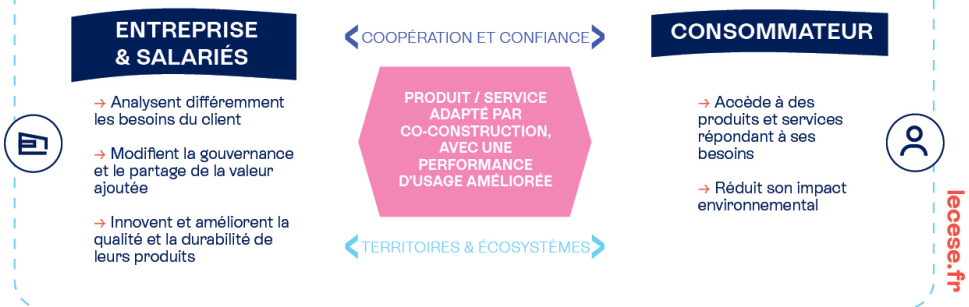 ENTREPRISE
& SALARIÉS
→ Analysent différemment
les besoins du client
→ Modifient la gouvernance
et le partage de la valeur
ajoutée
→ Innovent et améliorent la
qualité et la durabilité de
leurs produits
COOPÉRATION ET CONFIANCE
PRODUIT / SERVICE
ADAPTÉ PAR
CO-CONSTRUCTION,
AVEC UNE
PERFORMANCE
D'USAGE AMÉLIORÉE
TERRITOIRES & ÉCOSYSTÈMES
CONSOMMATEUR
→ Accède à des
produits et services
répondant à ses
besoins
→ Réduit son impact
environnemental
lecese.fr